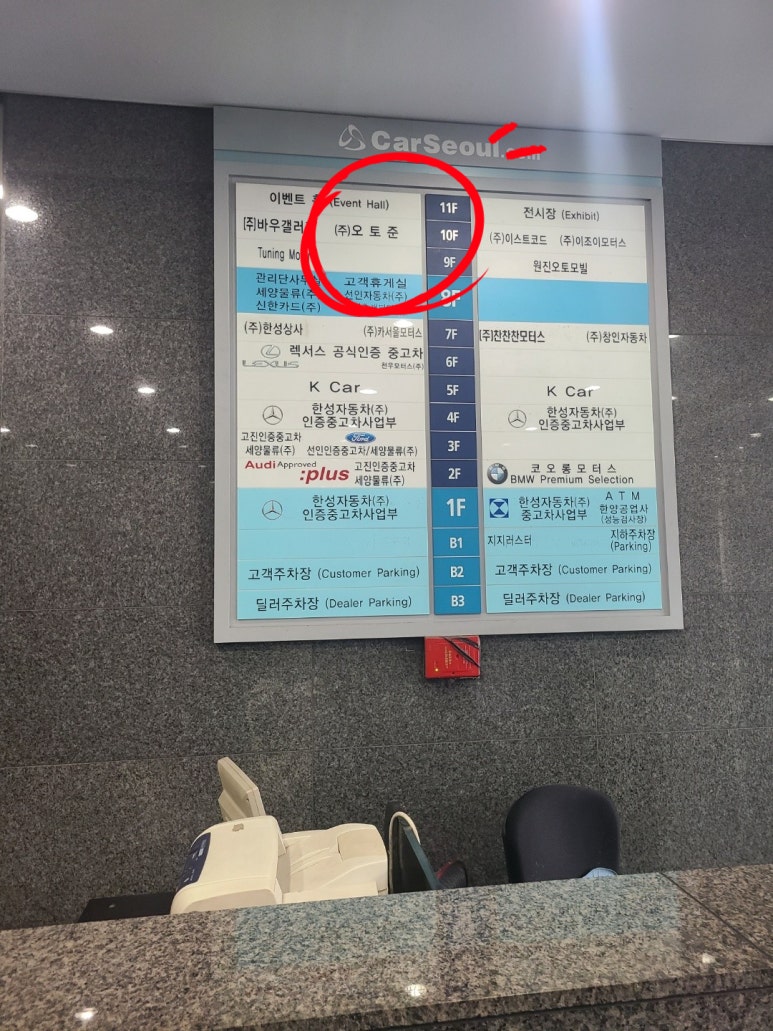 CarSeoul.com
이벤트 (Event Hall) 11F 전시장 (Exhibit)
(주)바우갤러 (주)오토준 10F (주)이스트코드 (주)이조이모터스
Tuning 9F 원진오토모빌
관리단사무실 고객휴게실
세양물류(주) 선인자동차(주) 8F
신한카드(주)
(주)한성상사 (주)카서울모터스 7F (주)찬찬찬모터스 (주)창인자동차
LEXUS 렉서스 공식인증 중고차 6F
천우모터스(주)
K Car 5F K Car
한성자동차(주) 4F 한성자동차(주)
인증중고차사업부 인증중고차사업부
고진인증중고차 Ford 3F
세양물류(주) 선인인증중고차/세양물류(주)
Audi Approved :plus 고진인증중고차 2F 코오롱모터스
세양물류(주) BMW Premium Selection
한성자동차(주) 1F 한성자동차(주) ATM
인증중고차사업부 중고차사업부 한양공업사
(성능검사장)
B1 지지러스터 지하주차장
(Parking)
고객주차장 (Customer Parking) B2 고객주차장 (Customer Parking)
딜러주차장 (Dealer Parking) B3 딜러주차장 (Dealer Parking)